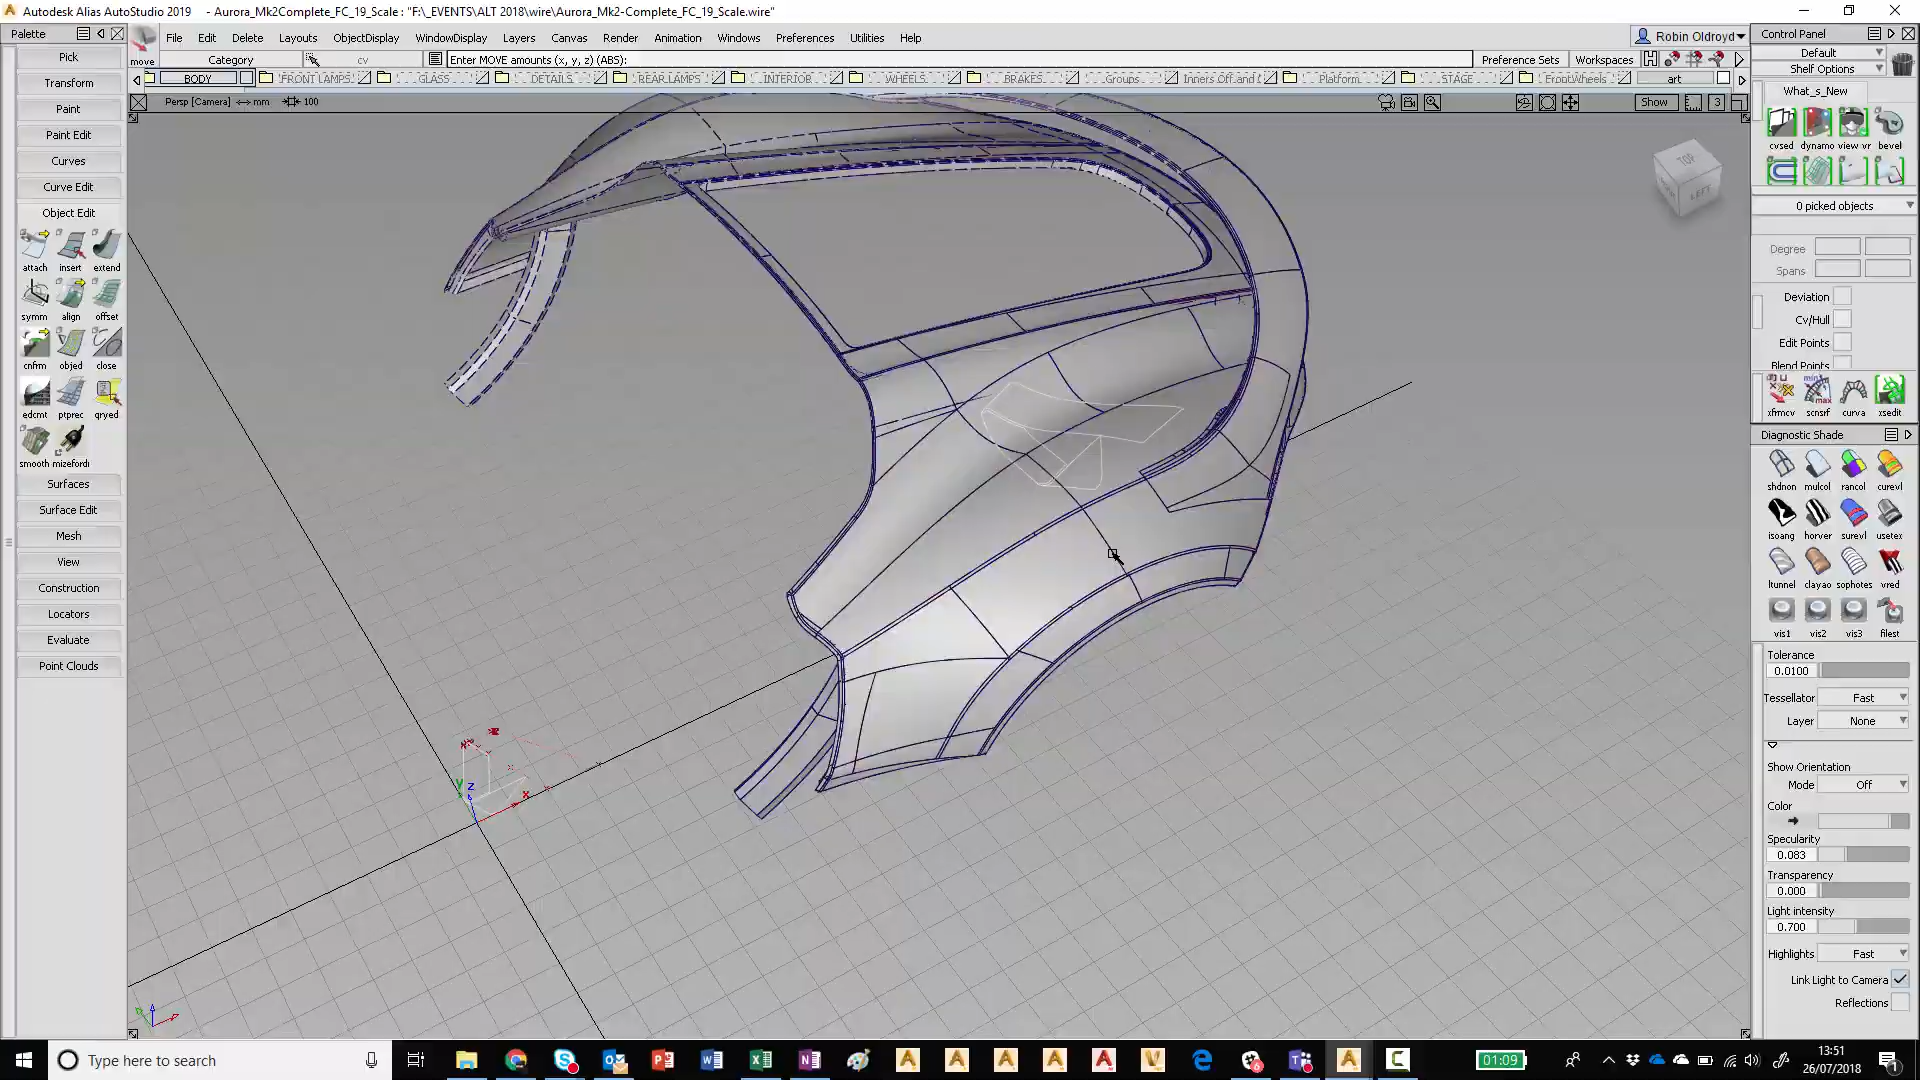 Autodesk Alias AutoStudio 2019 - Aurora_Mk2Complete_FC_19_Scale : "F:\_EVENTS\ALT 2018\wire\Aurora_Mk2-Complete_FC_19_Scale.wire"
Palette
move
File Edit Delete Layouts ObjectDisplay WindowDisplay Layers Canvas Render Animation Windows Preferences Utilities Help
Robin Oldroyd
Category
cv
Enter MOVE amounts (x, y, z) (ABS):
Preference Sets
Workspaces
BODY FRONT LAMPS GLASS DETAILS REAR LAMPS INTERIOR WHEELS BRAKES Groups Inners Off and Platform STAGE FrontWheels art
Persp [Camera] mm 100
Show
3
Pick
Transform
Paint
Paint Edit
Curves
Curve Edit
Object Edit
attach insert extend
symm align offset
cnfrm objed close
edcmt ptprec qryed
smooth mizefordi
Surfaces
Surface Edit
Mesh
View
Construction
Locators
Evaluate
Point Clouds
TOP
LEFT
x
y
z
Control Panel
Default
Shelf Options
What_s_New
cvsed dynamo view vr bevel
0 picked objects
Degree
Spans
Deviation
Cv/Hull
Edit Points
Blend Points
xfrmcv scnsrf curva xsedit
Diagnostic Shade
shdnon mulcol rancol curevl
isoang horver surevl usetex
ltunnel clayao sophotes vred
vis1 vis2 vis3 filest
Tolerance
0.0100
Tessellator Fast
Layer None
Show Orientation
Mode Off
Color
Specularity
0.083
Transparency
0.000
Light intensity
0.700
Highlights Fast
Link Light to Camera
Reflections
Type here to search
01:09
13:51
26/07/2018